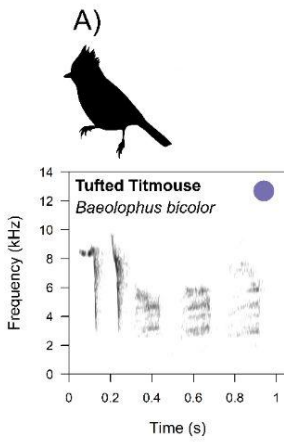 A)
Tufted Titmouse
Baeolophus bicolor
Frequency (kHz)
14
12
10
8
6
4
2
0
0 0.2 0.4 0.6 0.8 1
Time (s)